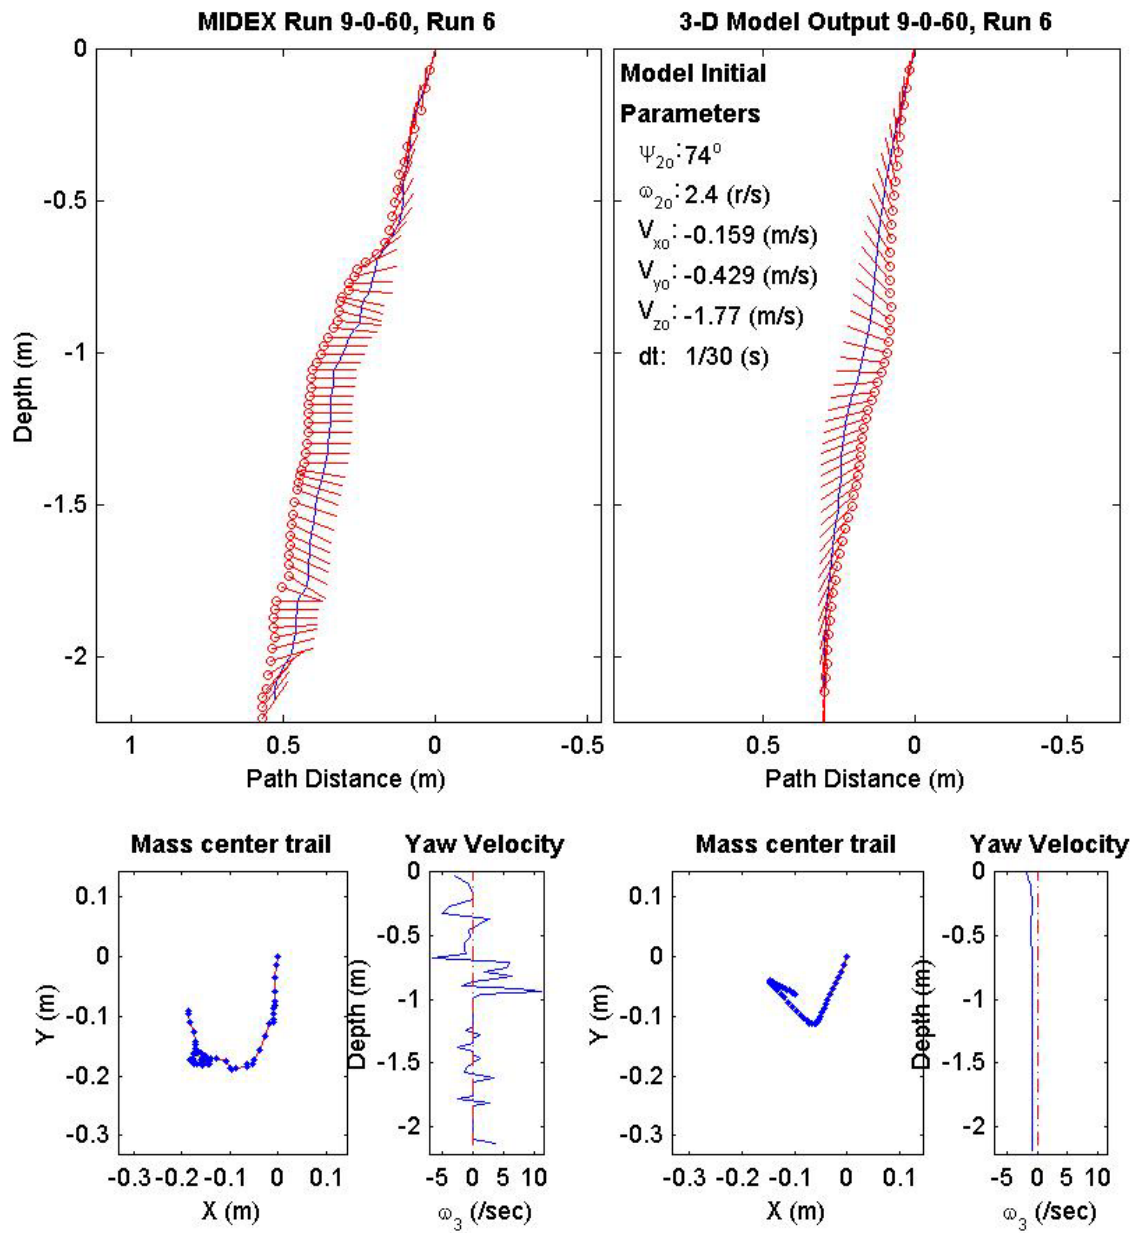 MIDEX Run 9-0-60, Run 6
3-D Model Output 9-0-60, Run 6
0
-0.5
-1
-1.5
-2
Depth (m)
1
0.5
0
-0.5
Path Distance (m)
Model Initial
Parameters
Ψ2o: 74°
ω2o: 2.4 (r/s)
Vxo: -0.159 (m/s)
Vyo: -0.429 (m/s)
Vzo: -1.77 (m/s)
dt: 1/30 (s)
0.5
0
-0.5
Path Distance (m)
Mass center trail
0.1
0
-0.1
-0.2
-0.3
Y (m)
-0.3
-0.2
-0.1
0
0.1
X (m)
Yaw Velocity
0
-0.5
-1
-1.5
-2
Depth (m)
-5
0
5
10
ω3 (/sec)
Mass center trail
0.1
0
-0.1
-0.2
-0.3
Y (m)
-0.3
-0.2
-0.1
0
0.1
X (m)
Yaw Velocity
0
-0.5
-1
-1.5
-2
Depth (m)
-5
0
5
10
ω3 (/sec)